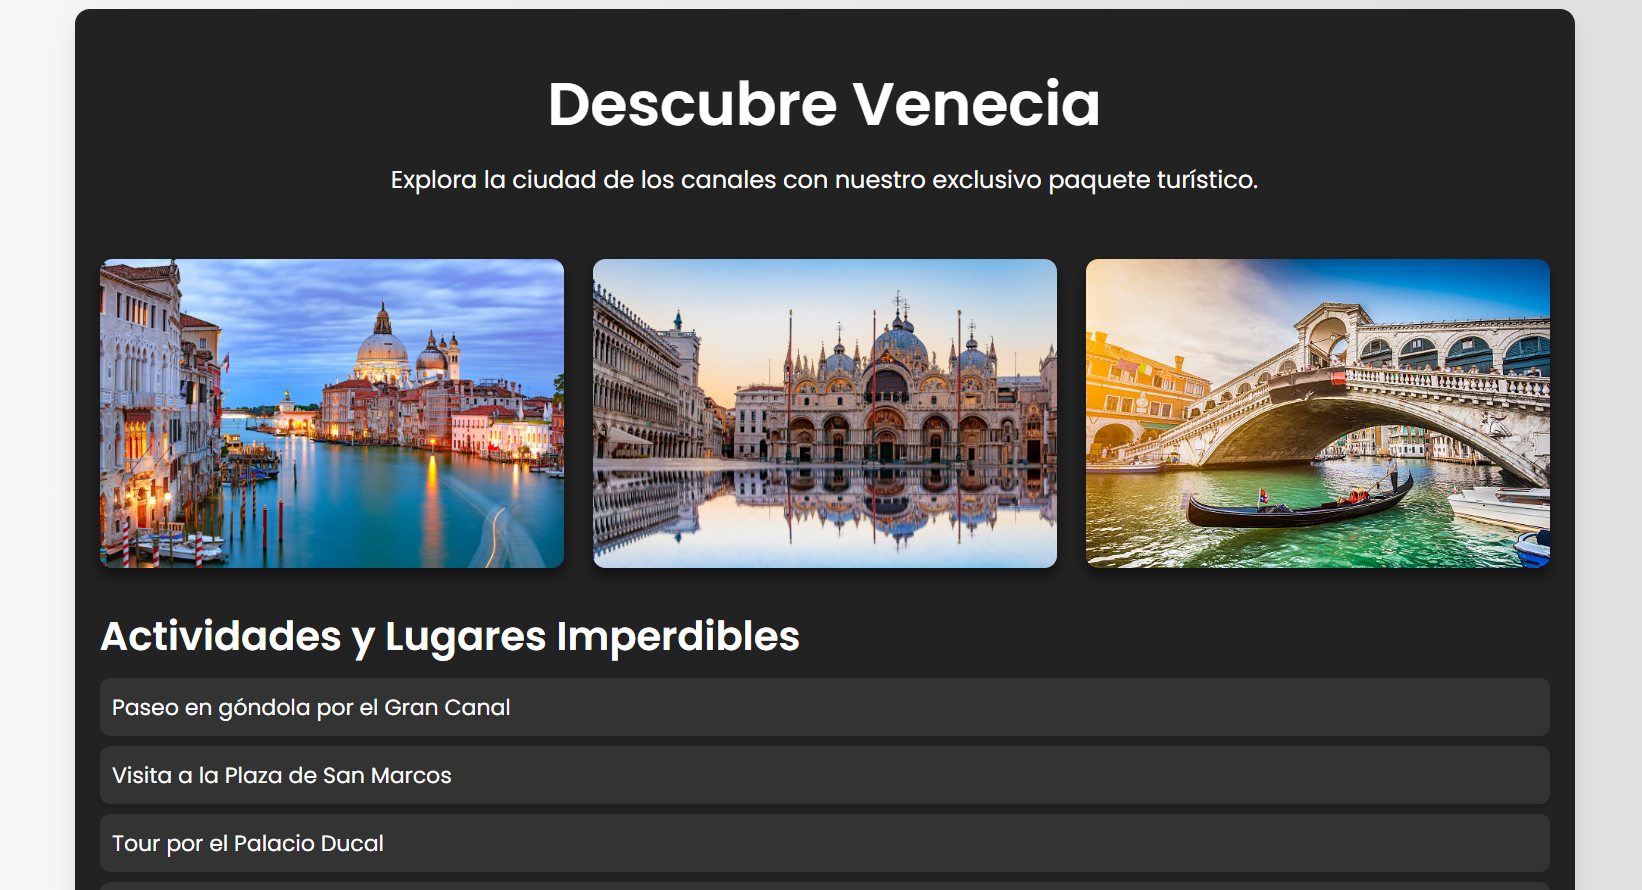 Descubre Venecia
Explora la ciudad de los canales con nuestro exclusivo paquete turístico.
Actividades y Lugares Imperdibles
Paseo en góndola por el Gran Canal
Visita a la Plaza de San Marcos
Tour por el Palacio Ducal